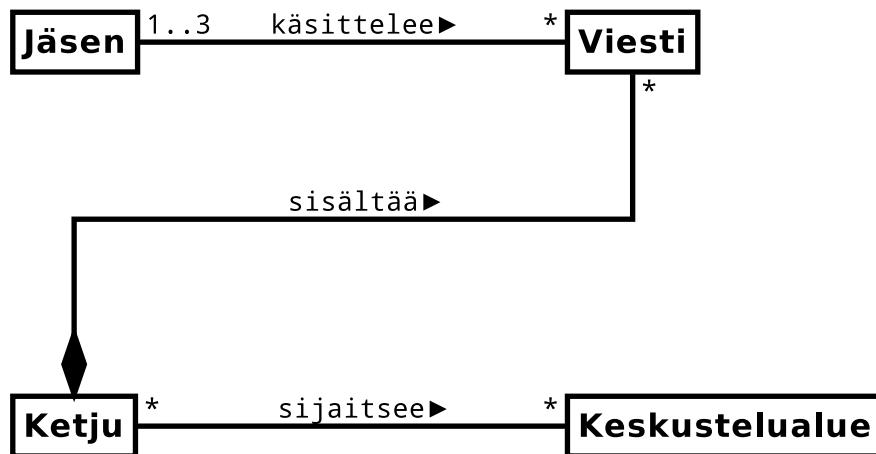 Jäsen 1..3 käsittelee► * Viesti
*
sisältää►
Ketju * sijaitsee► * Keskustelualue